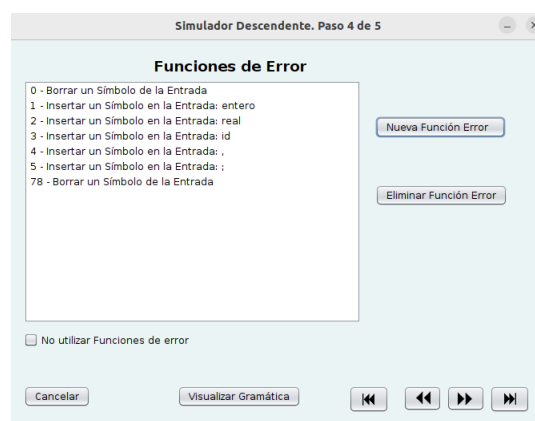 Simulador Descendente. Paso 4 de 5
Funciones de Error
0 - Borrar un Símbolo de la Entrada
1 - Insertar un Símbolo en la Entrada: entero
2 - Insertar un Símbolo en la Entrada: real
3 - Insertar un Símbolo en la Entrada: id
4 - Insertar un Símbolo en la Entrada: ,
5 - Insertar un Símbolo en la Entrada: ;
78 - Borrar un Símbolo de la Entrada
Nueva Función Error
Eliminar Función Error
No utilizar Funciones de error
Cancelar
Visualizar Gramática